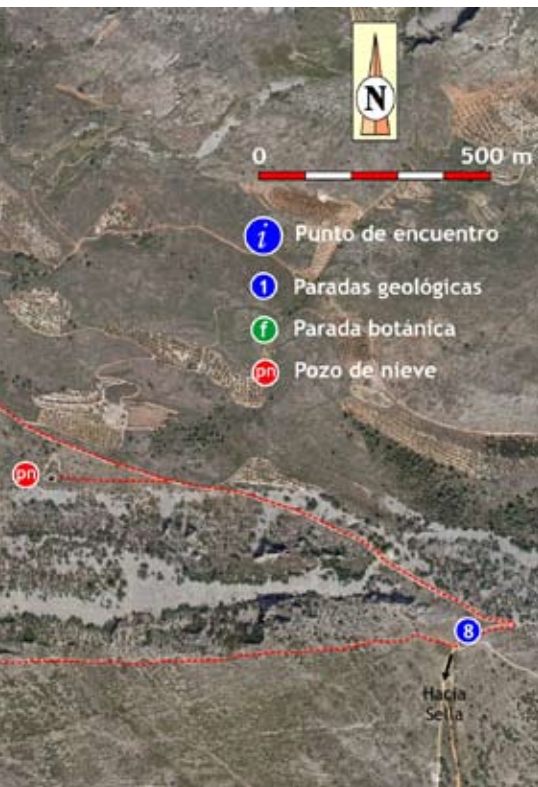 N
0 500 m
i Punto de encuentro
1 Paradas geológicas
f Parada botánica
pn Pozo de nieve
pn
8
Hacia
Sella